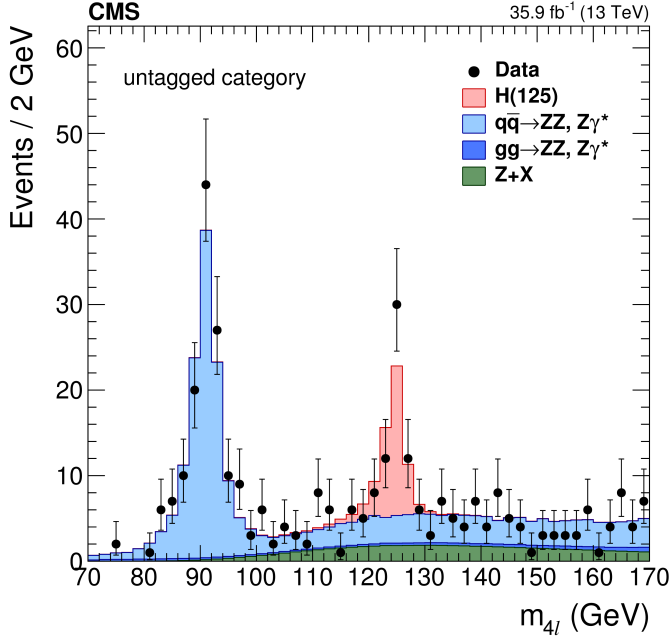 CMS
35.9 fb⁻¹ (13 TeV)
untagged category
Data
H(125)
qq̅→ZZ, Zγ*
gg→ZZ, Zγ*
Z+X
Events / 2 GeV
60
50
40
30
20
10
0
70 80 90 100 110 120 130 140 150 160 170
m4l (GeV)